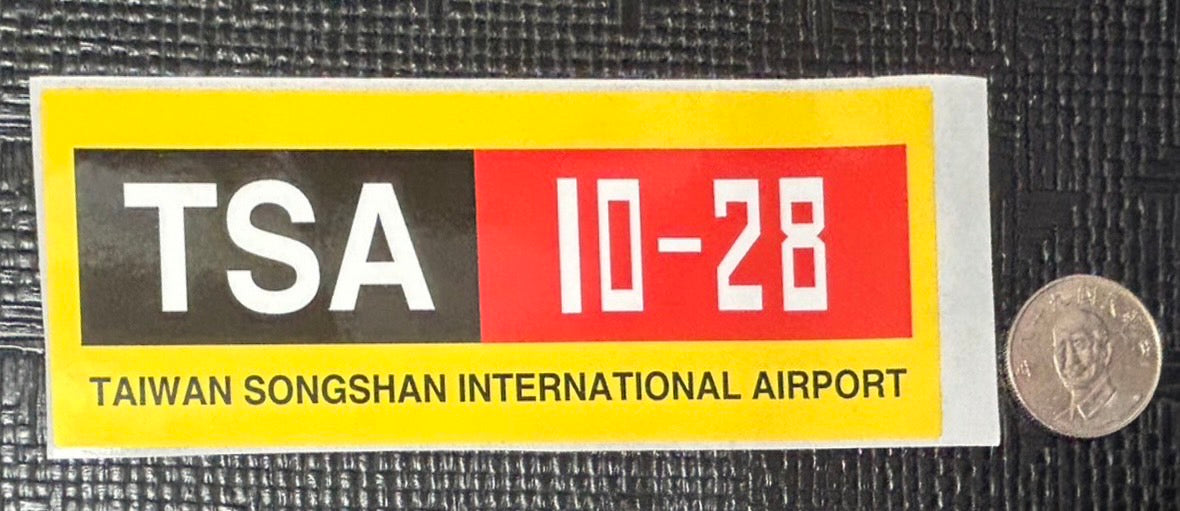 TSA 10-28
TAIWAN SONGSHAN INTERNATIONAL AIRPORT